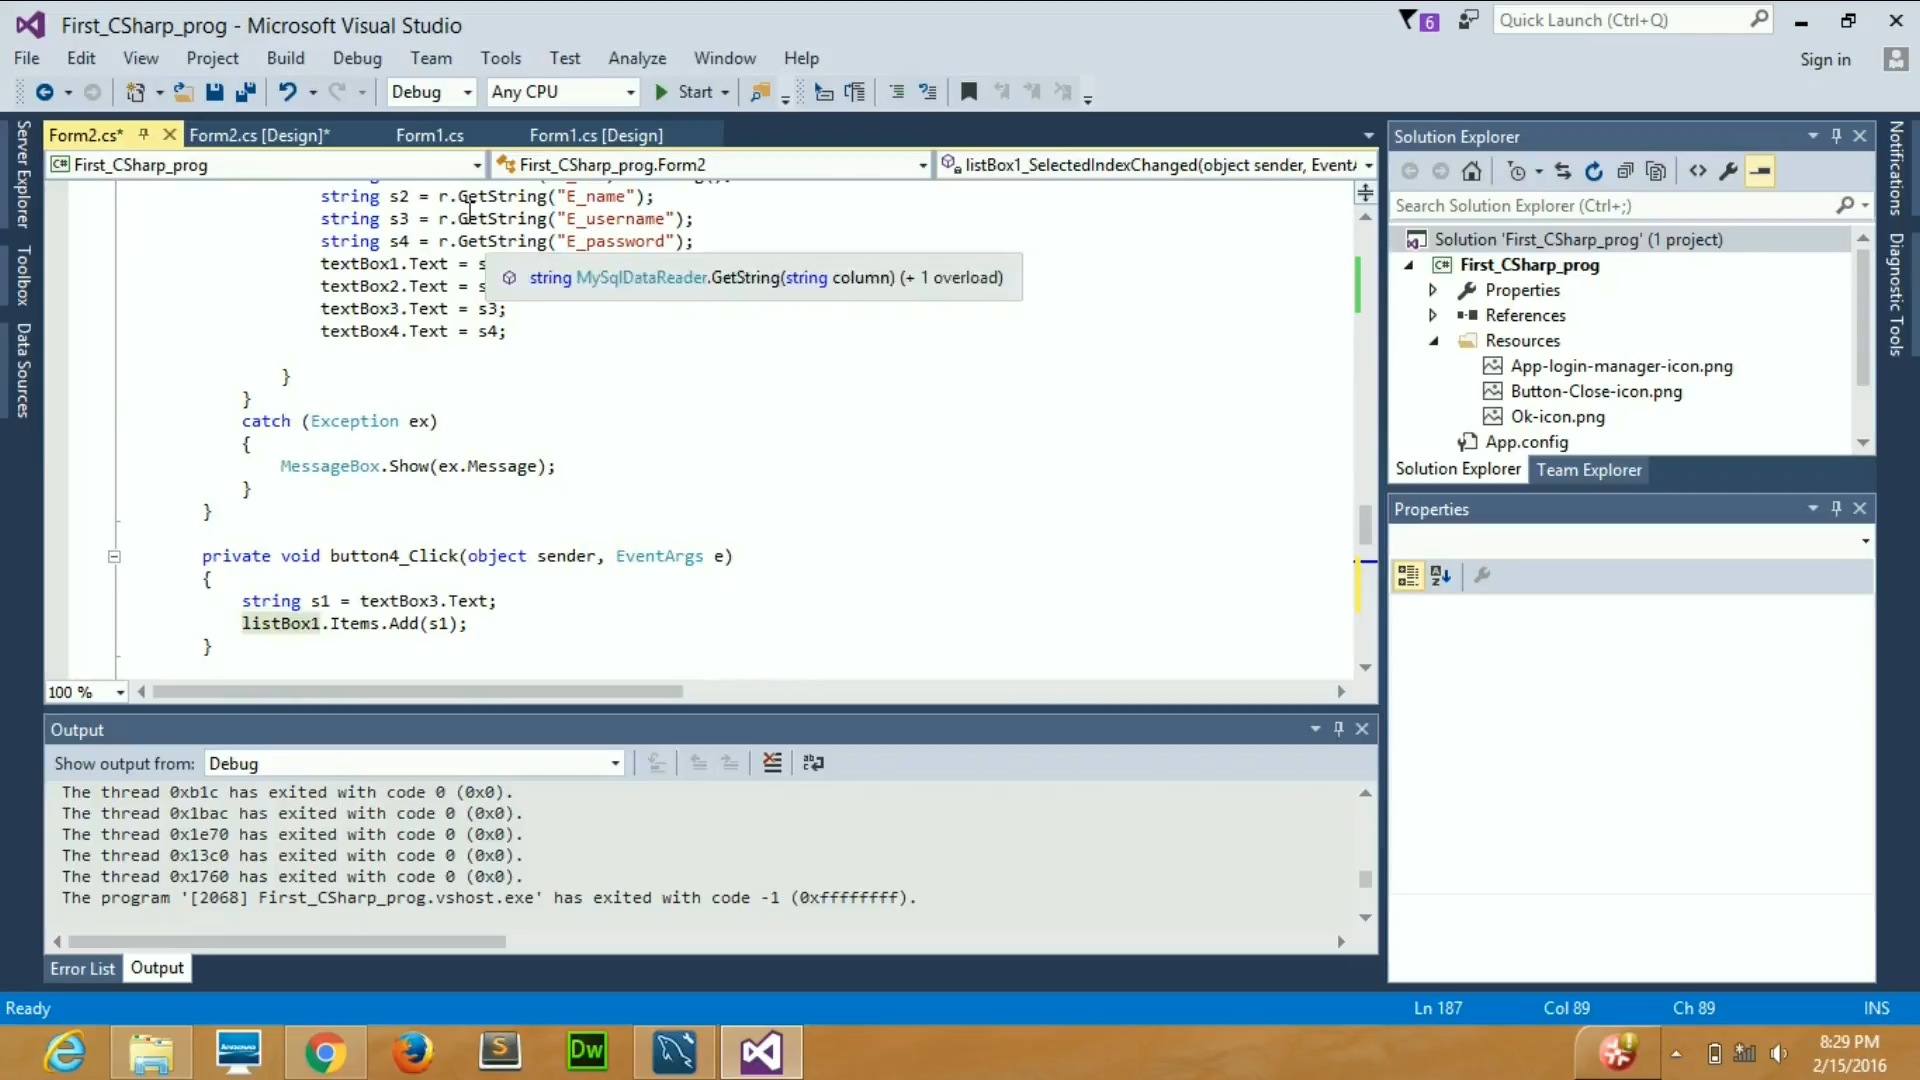 First_CSharp_prog - Microsoft Visual Studio
6
Quick Launch (Ctrl+Q)
File Edit View Project Build Debug Team Tools Test Analyze Window Help
Sign in
Debug
Any CPU
Start
Server Explorer
Toolbox
Data Sources
Form2.cs*
Form2.cs [Design]*
Form1.cs
Form1.cs [Design]
First_CSharp_prog
First_CSharp_prog.Form2
listBox1_SelectedIndexChanged(object sender, EventA
string s2 = r.GetString("E_name");
string s3 = r.GetString("E_username");
string s4 = r.GetString("E_password");
textBox1.Text = s
textBox2.Text = s
string MySqlDataReader.GetString(string column) (+ 1 overload)
textBox3.Text = s3;
textBox4.Text = s4;
}
}
catch (Exception ex)
{
MessageBox.Show(ex.Message);
}
}
private void button4_Click(object sender, EventArgs e)
{
string s1 = textBox3.Text;
listBox1.Items.Add(s1);
}
100 %
Output
Show output from: Debug
The thread 0xb1c has exited with code 0 (0x0).
The thread 0x1bac has exited with code 0 (0x0).
The thread 0x1e70 has exited with code 0 (0x0).
The thread 0x13c0 has exited with code 0 (0x0).
The thread 0x1760 has exited with code 0 (0x0).
The program '[2068] First_CSharp_prog.vshost.exe' has exited with code -1 (0xffffffff).
Error List
Output
Solution Explorer
Search Solution Explorer (Ctrl+;)
Solution 'First_CSharp_prog' (1 project)
C# First_CSharp_prog
Properties
References
Resources
App-login-manager-icon.png
Button-Close-icon.png
Ok-icon.png
App.config
Solution Explorer
Team Explorer
Properties
Notifications
Diagnostic Tools
Ready
Ln 187
Col 89
Ch 89
INS
lenovo
S
Dw
8:29 PM
2/15/2016